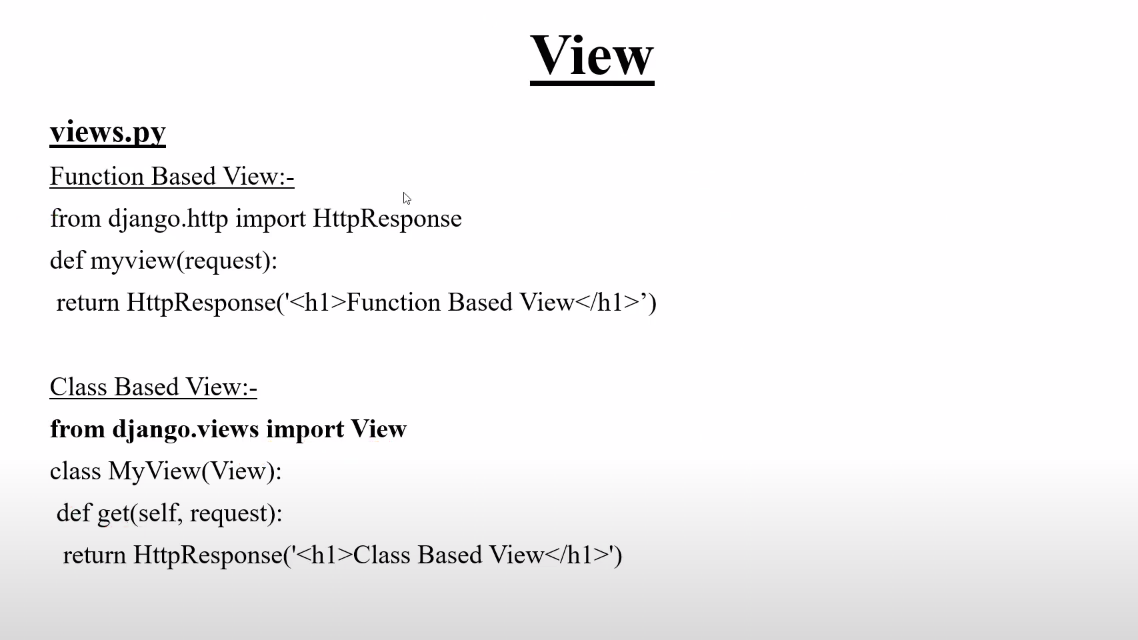 View
views.py
Function Based View:-
from django.http import HttpResponse
def myview(request):
return HttpResponse('<h1>Function Based View</h1>’)
Class Based View:-
from django.views import View
class MyView(View):
def get(self, request):
return HttpResponse('<h1>Class Based View</h1>')